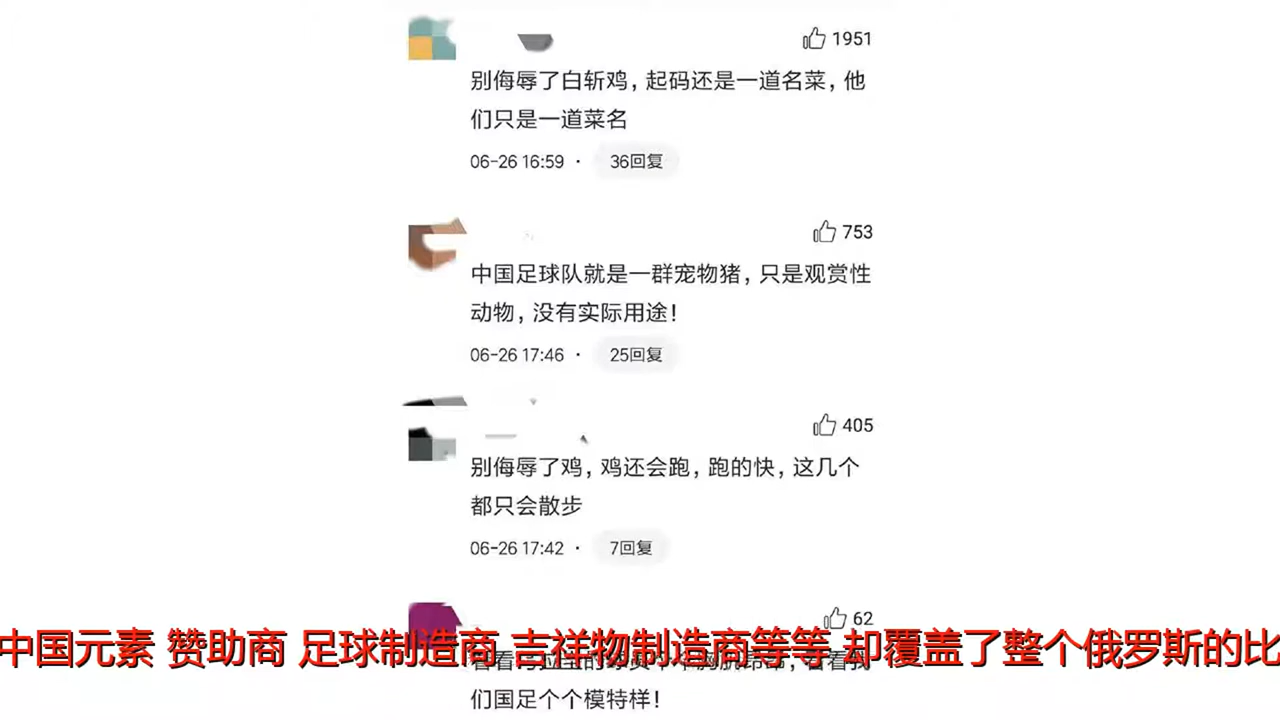 1951
别侮辱了白斩鸡，起码还是一道名菜，他
们只是一道菜名
06-26 16:59 · 36回复
753
中国足球队就是一群宠物猪，只是观赏性
动物，没有实际用途！
06-26 17:46 · 25回复
405
别侮辱了鸡，鸡还会跑，跑的快，这几个
都只会散步
06-26 17:42 · 7回复
62
中国元素 赞助商 足球制造商 吉祥物制造商等等 却覆盖了整个俄罗斯的比
们国足个个模特样！